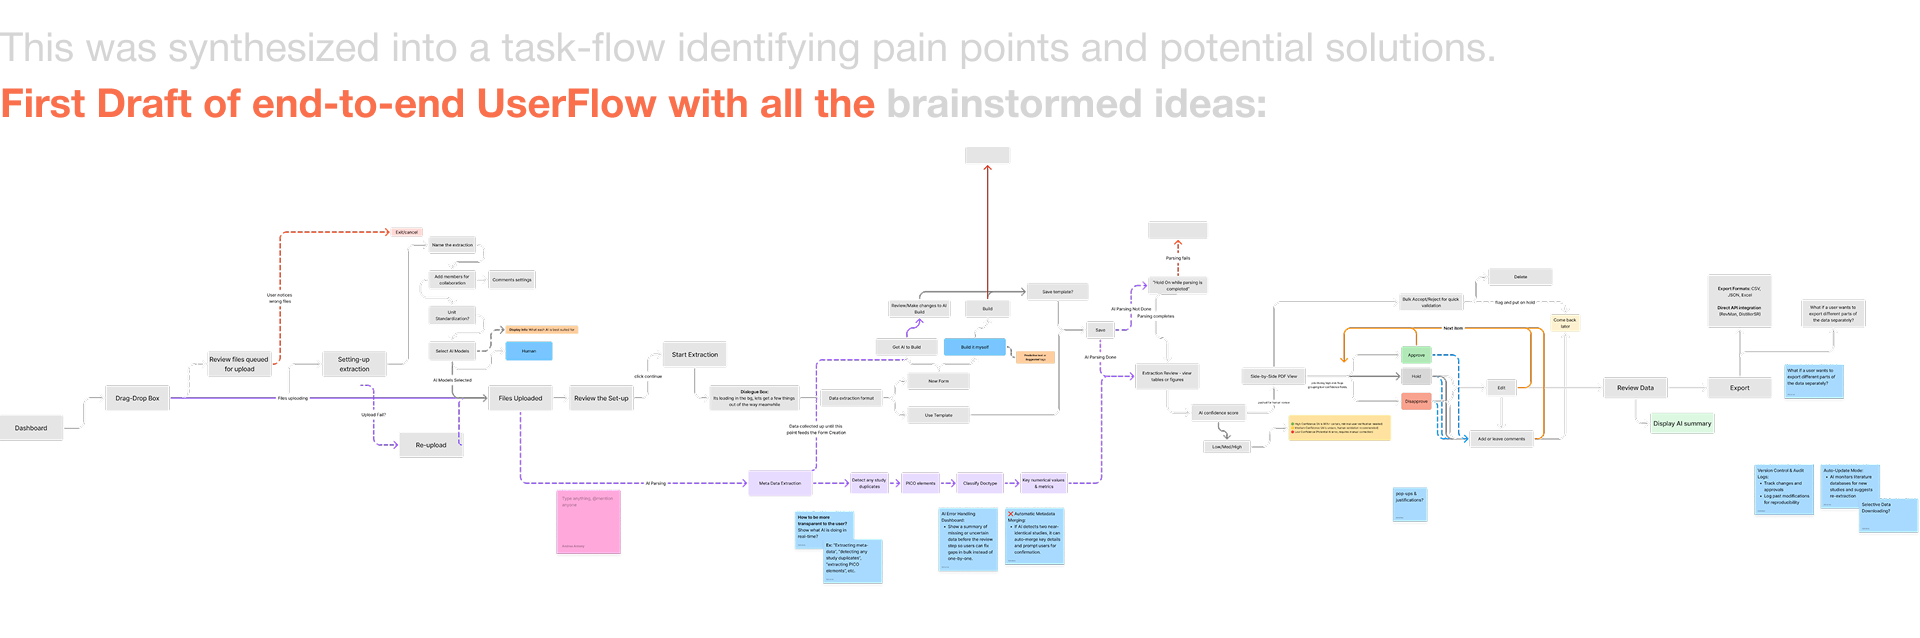 This was synthesized into a task-flow identifying pain points and potential solutions.
First Draft of end-to-end UserFlow with all the brainstormed ideas:
Dashboard
Drag-Drop Box
Review files queued
for upload
User notices
wrong files
Exit/cancel
Files uploading
Setting-up
extraction
Upload Fail?
Re-upload
Name the extraction
Add members for
collaboration
Comments settings
Unit
Standardization?
Select AI Models
Display info: What each AI is best suited for
Human
AI Models Selected
Files Uploaded
Review the Set-up
click continue
Start Extraction
Dialogue Box:
Its loading in the bg, lets get a few things
out of the way meanwhile
Data extraction format
New Form
Use Template
Got AI to Build
Build it myself
Review/Make changes to AI
Build
Build
Save template?
Save
Data collected up until this
point feeds the Form Creation
AI Parsing
Meta Data Extraction
Detect any study
duplicates
PICO elements
Classify Doctype
Key numerical values
& metrics
Type anything, @mention
anyone
How to be more
transparent to the user?
Show what AI is doing in
real-time?
Ex: "Extracting meta-
data", "detecting any
study duplicates",
"extracting PICO
elements", etc.
AI Error Handling
Dashboard:
• Show a summary of
missing or uncertain
data before the review
step so users can fix
gaps in bulk instead of
one-by-one.
❌ Automatic Metadata
Merging:
• If AI detects two near-
identical studies, it can
auto-merge key details
and prompt users for
confirmation
AI Parsing Not Done
AI Parsing Done
"Hold On while parsing is
completed"
Parsing fails
Parsing completes
Extraction Review - view
tables or figures
AI confidence score
Low/Med/High
Side-by-Side PDF View
Bulk Accept/Reject for quick
validation
Delete
flag and put on hold
Come back
later
Next item
Approve
Hold
Disapprove
Edit
Add or leave comments
pop-ups &
justifications?
Review Data
Display AI summary
Export
Export Formats: CSV,
JSON, Excel
Direct API integration
(RevMan, DistillerSR)
What if a user wants to
export different parts of
the data separately?
What if a user wants to
export different parts of
the data separately?
Version Control & Audit
Logs:
• Track changes and
approvals
• Log past modifications
for reproducibility
Auto-Update Mode:
• AI monitors literature
databases for new
studies and suggests
re-extraction
Selective Data
Downloading?